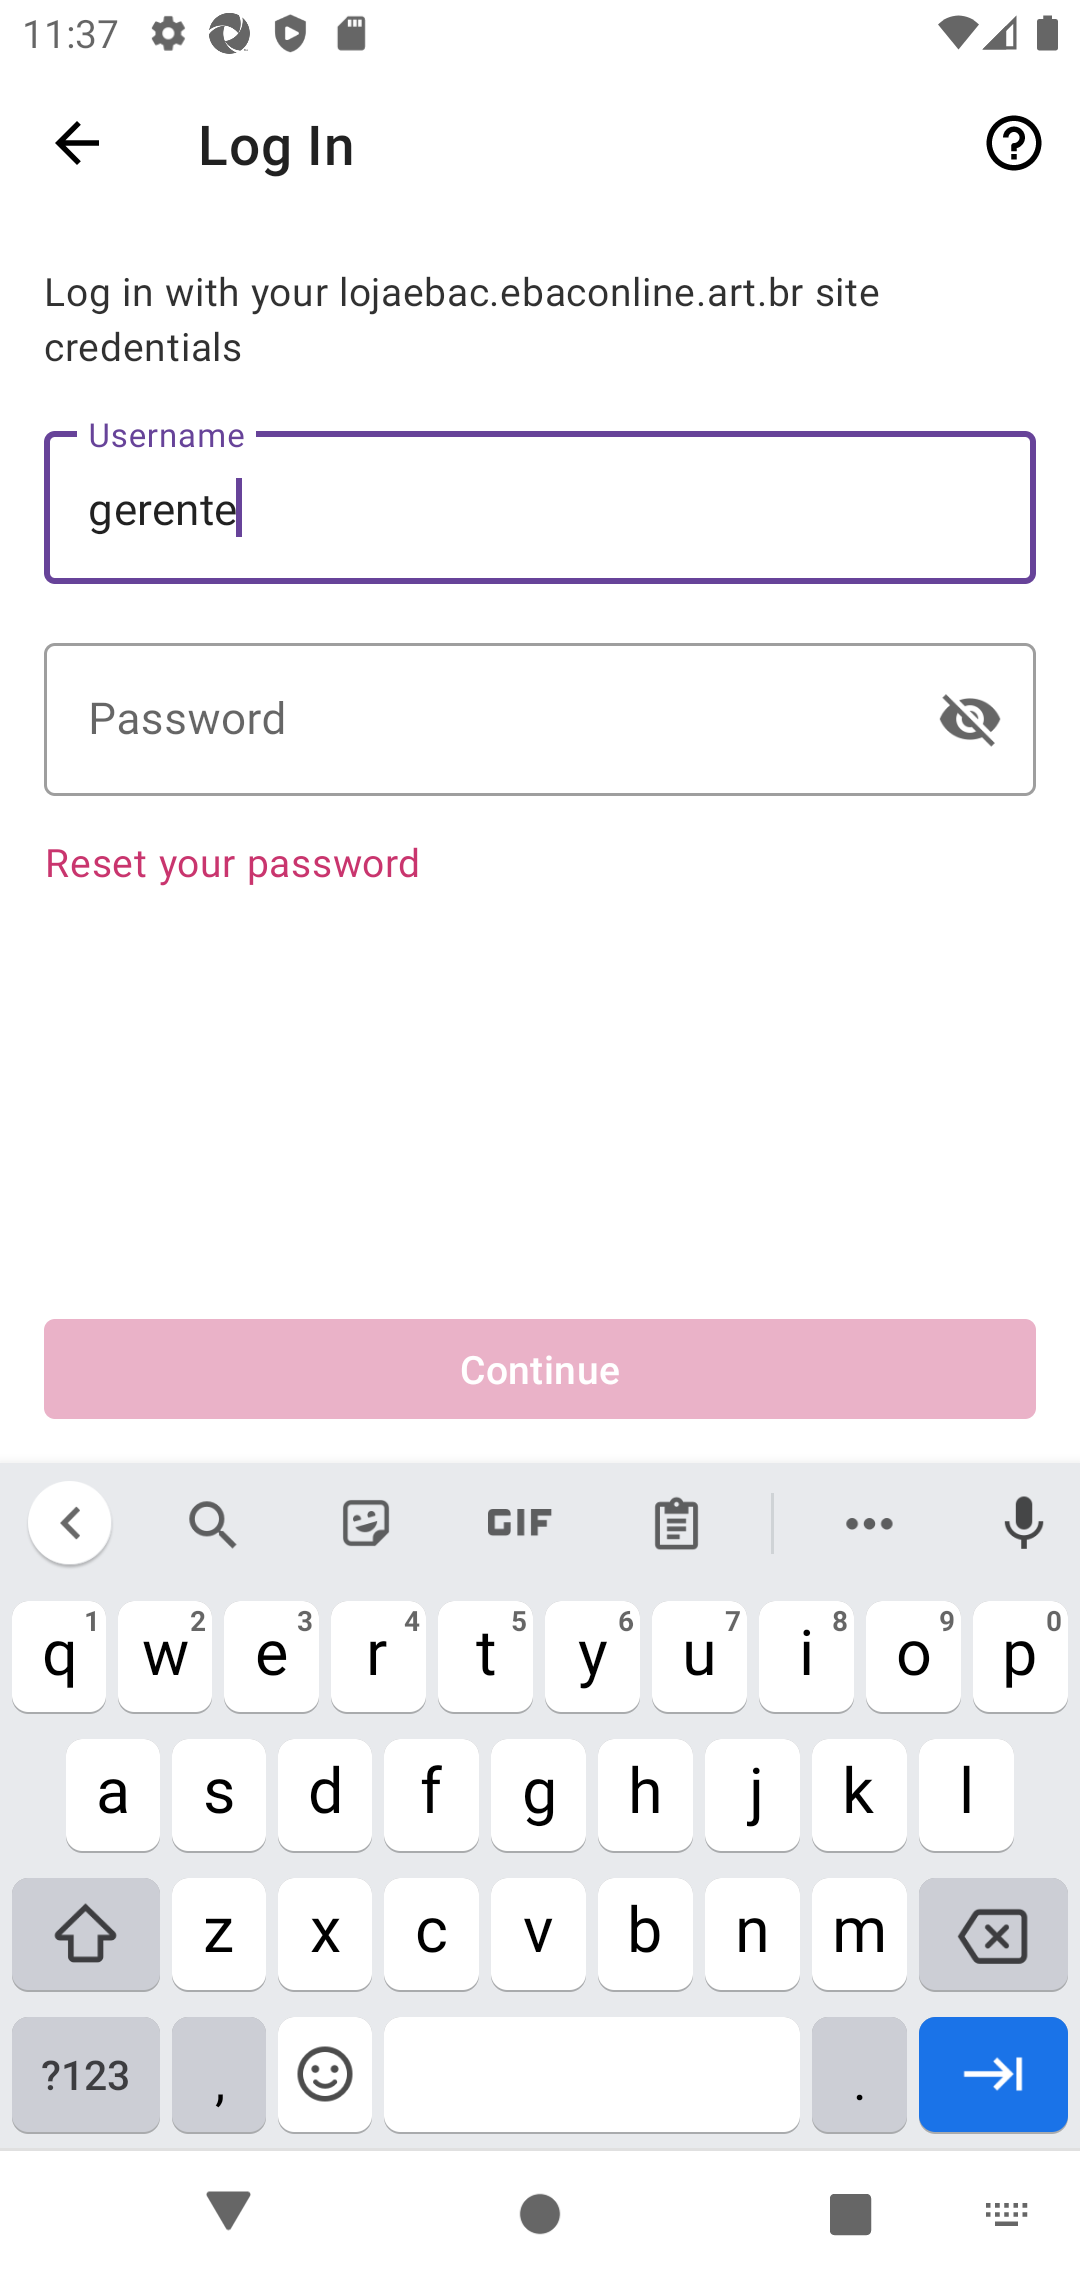 11:37
Log In
Log in with your lojaebac.ebaconline.art.br site
credentials
Username
gerente
Password
Reset your password
Continue
GIF
q 1 w 2 e 3 r 4 t 5 y 6 u 7 i 8 o 9 p 0
a s d f g h j k l
z x c v b n m
?123 , .